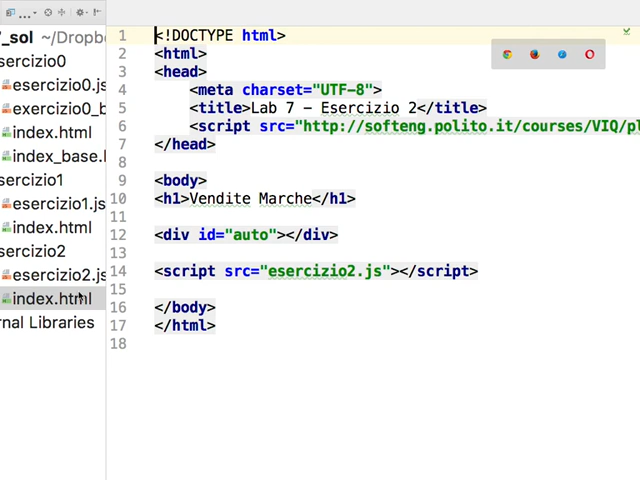 _sol ~/Dropbo
sercizio0
esercizio0.js
exercizio0_b
index.html
index_base.h
sercizio1
esercizio1.js
index.html
sercizio2
esercizio2.js
index.html
rnal Libraries
1 <!DOCTYPE html>
2 <html>
3 <head>
4 <meta charset="UTF-8">
5 <title>Lab 7 - Esercizio 2</title>
6 <script src="http://softeng.polito.it/courses/VIQ/pl
7 </head>
8
9 <body>
10 <h1>Vendite Marche</h1>
11
12 <div id="auto"></div>
13
14 <script src="esercizio2.js"></script>
15
16 </body>
17 </html>
18